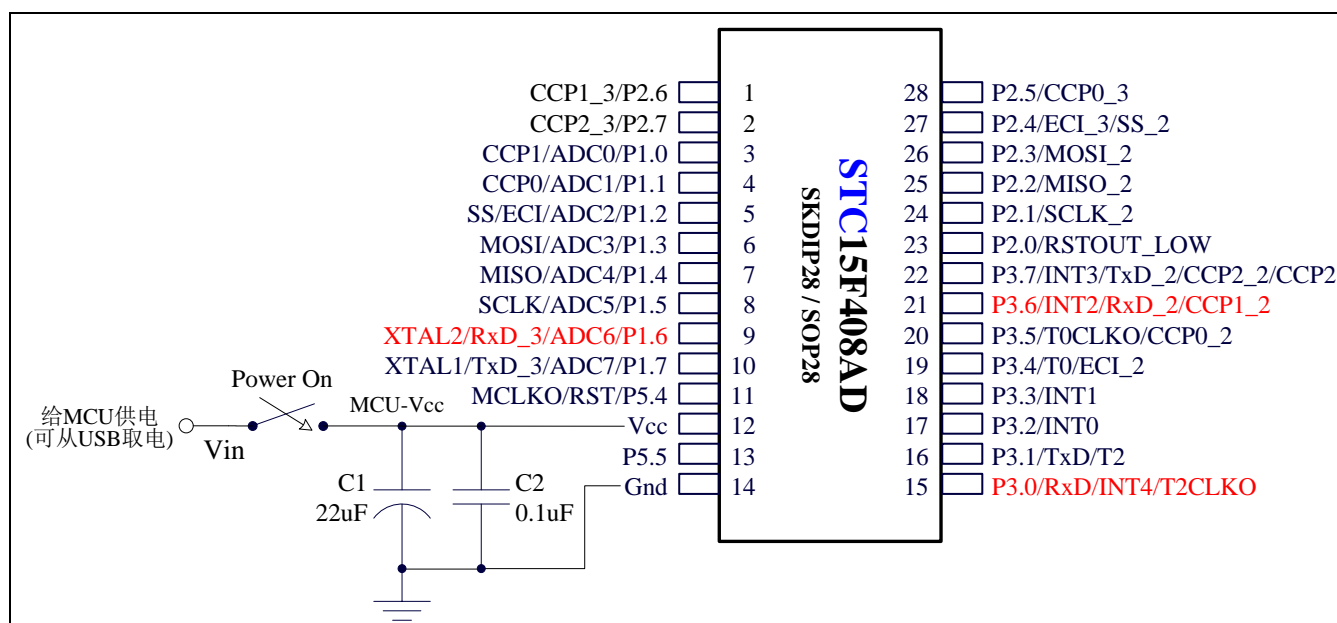 CCP1_3/P2.6
1
28
P2.5/CCP0_3
CCP2_3/P2.7
2
27
P2.4/ECI_3/SS_2
CCP1/ADC0/P1.0
3
26
P2.3/MOSI_2
CCP0/ADC1/P1.1
4
25
P2.2/MISO_2
SS/ECI/ADC2/P1.2
5
24
P2.1/SCLK_2
MOSI/ADC3/P1.3
6
23
P2.0/RSTOUT_LOW
MISO/ADC4/P1.4
7
22
P3.7/INT3/TxD_2/CCP2_2/CCP2
SCLK/ADC5/P1.5
8
21
P3.6/INT2/RxD_2/CCP1_2
XTAL2/RxD_3/ADC6/P1.6
9
20
P3.5/T0CLKO/CCP0_2
XTAL1/TxD_3/ADC7/P1.7
10
19
P3.4/T0/ECI_2
MCLKO/RST/P5.4
11
18
P3.3/INT1
Vcc
12
17
P3.2/INT0
P5.5
13
16
P3.1/TxD/T2
Gnd
14
15
P3.0/RxD/INT4/T2CLKO
STC15F408AD
SKDIP28 / SOP28
Power On
MCU-Vcc
给MCU供电
(可从USB取电)
Vin
C1
22uF
C2
0.1uF